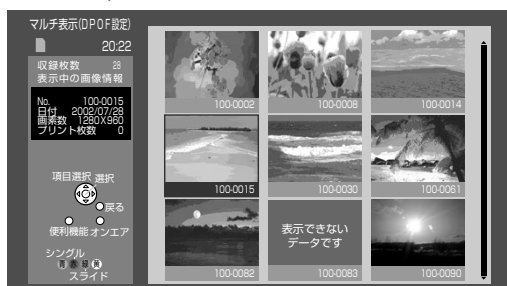 マルチ表示(DPOF設定)
20:22
収録枚数 28
表示中の画像情報
No. 100-0015
日付 2002/07/28
画素数 1280X960
プリント枚数 0
項目選択 選択
戻る
便利機能 オンエア
シングル
青 赤 緑 黄
スライド
100-0002
100-0008
100-0014
100-0015
100-0030
100-0061
100-0082
表示できない
データです
100-0083
100-0090